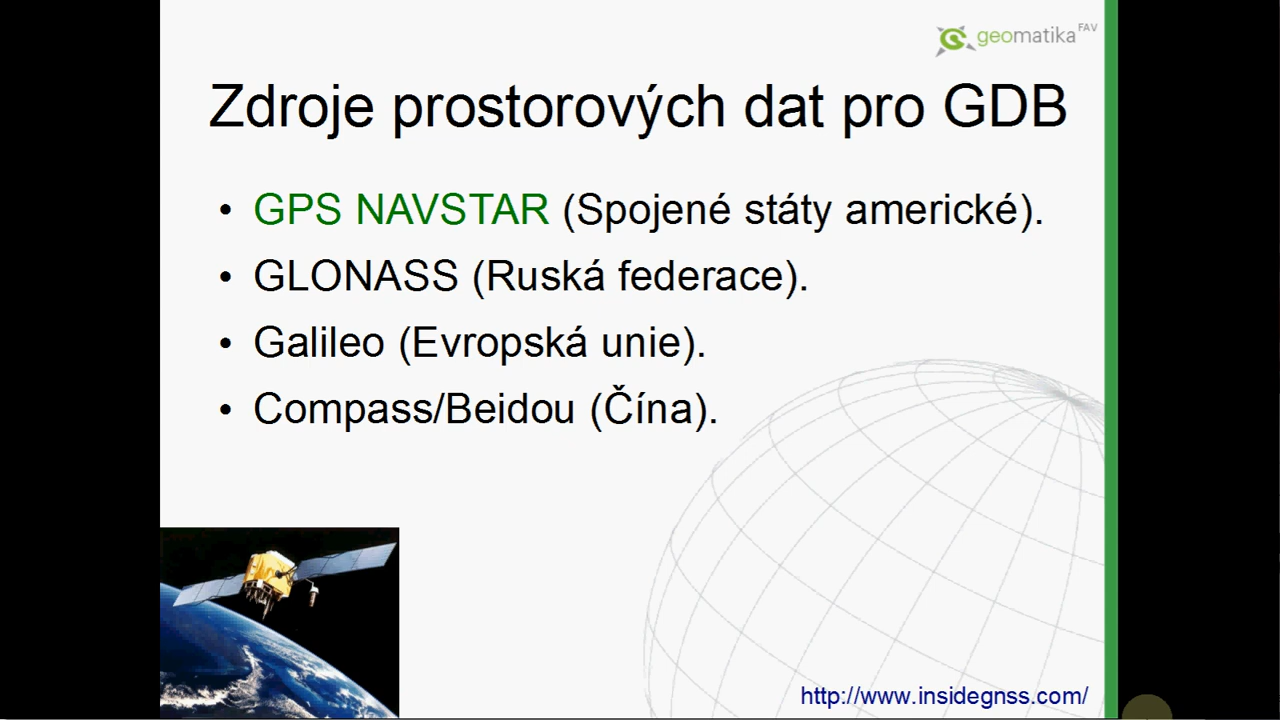 geomatika FAV
Zdroje prostorových dat pro GDB
• GPS NAVSTAR (Spojené státy americké).
• GLONASS (Ruská federace).
• Galileo (Evropská unie).
• Compass/Beidou (Čína).
http://www.insidegnss.com/